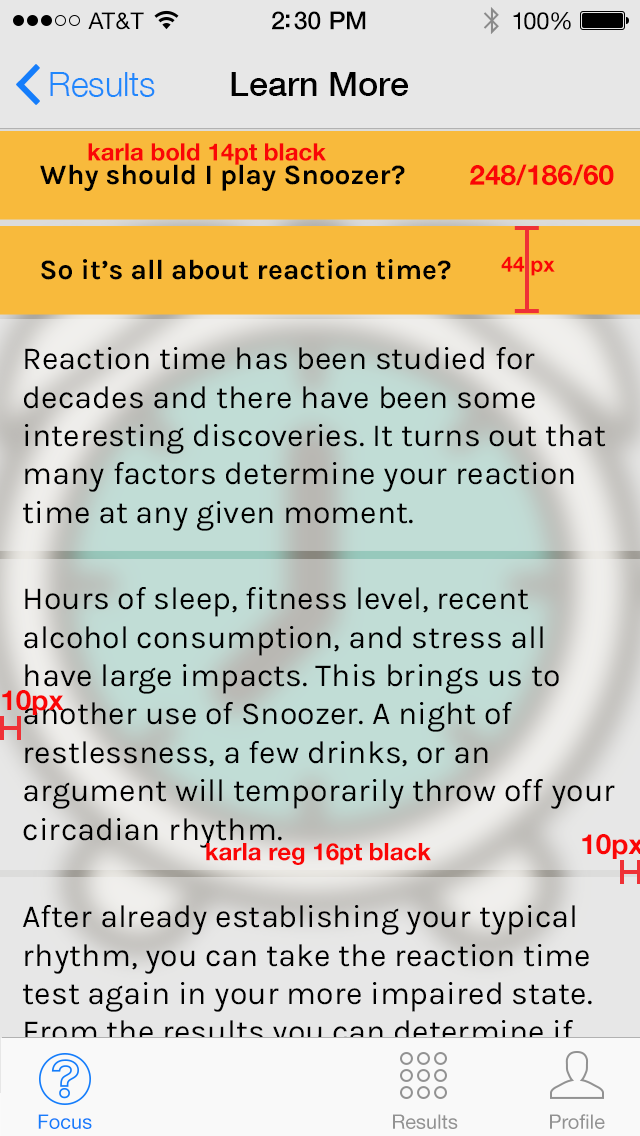 AT&T 2:30 PM 100%
Results Learn More
karla bold 14pt black
Why should I play Snoozer? 248/186/60
So it's all about reaction time? 44 px
Reaction time has been studied for
decades and there have been some
interesting discoveries. It turns out that
many factors determine your reaction
time at any given moment.
Hours of sleep, fitness level, recent
alcohol consumption, and stress all
have large impacts. This brings us to
10px
another use of Snoozer. A night of
restlessness, a few drinks, or an
argument will temporarily throw off your
circadian rhythm.
karla reg 16pt black
10px
After already establishing your typical
rhythm, you can take the reaction time
test again in your more impaired state.
From the results you can determine if
Focus Results Profile